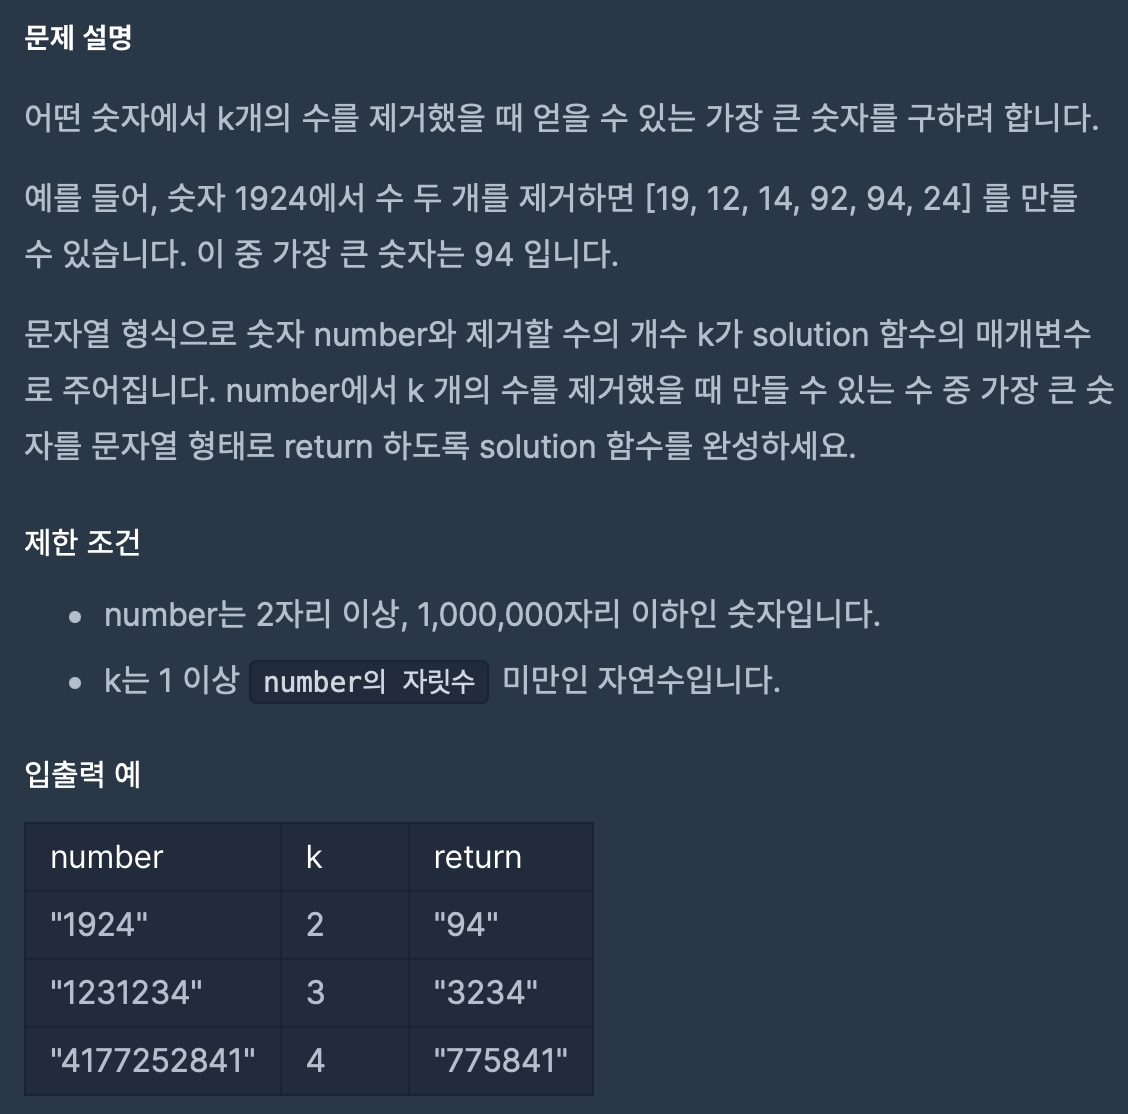 문제 설명
어떤 숫자에서 k개의 수를 제거했을 때 얻을 수 있는 가장 큰 숫자를 구하려 합니다.
예를 들어, 숫자 1924에서 수 두 개를 제거하면 [19, 12, 14, 92, 94, 24] 를 만들
수 있습니다. 이 중 가장 큰 숫자는 94 입니다.
문자열 형식으로 숫자 number와 제거할 수의 개수 k가 solution 함수의 매개변수
로 주어집니다. number에서 k 개의 수를 제거했을 때 만들 수 있는 수 중 가장 큰 숫
자를 문자열 형태로 return 하도록 solution 함수를 완성하세요.
제한 조건
• number는 2자리 이상, 1,000,000자리 이하인 숫자입니다.
• k는 1 이상 number의 자릿수 미만인 자연수입니다.
입출력 예
number k return
"1924" 2 "94"
"1231234" 3 "3234"
"4177252841" 4 "775841"